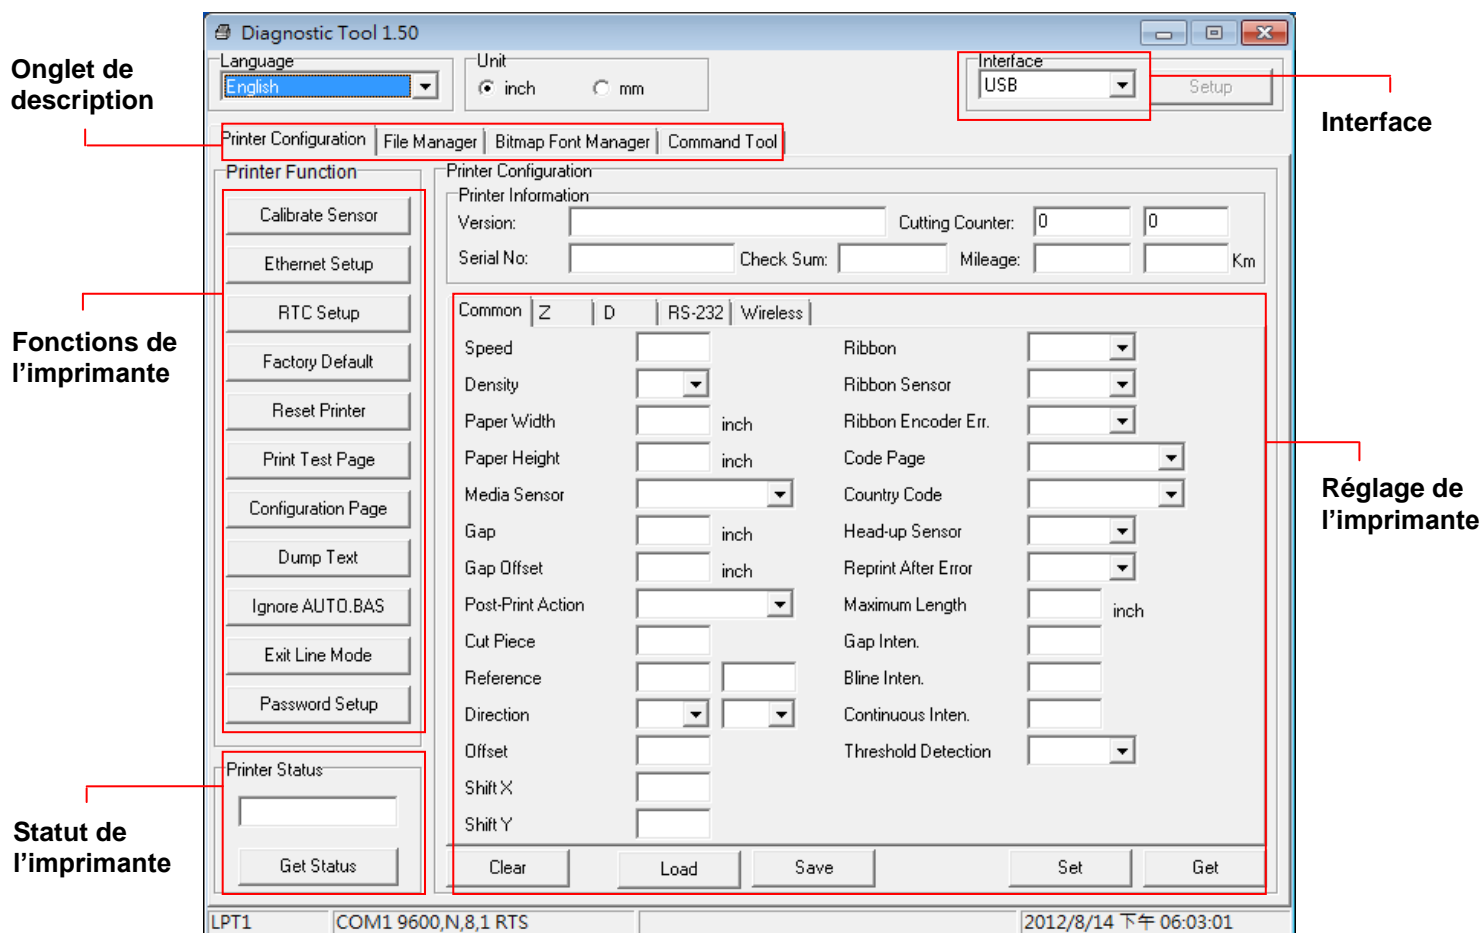 Diagnostic Tool 1.50
Onglet de
description
Language
English
Unit
inch
mm
Interface
USB
Setup
Interface
Printer Configuration
File Manager
Bitmap Font Manager
Command Tool
Printer Function
Calibrate Sensor
Ethernet Setup
RTC Setup
Factory Default
Reset Printer
Print Test Page
Configuration Page
Dump Text
Ignore AUTO.BAS
Exit Line Mode
Password Setup
Fonctions de
l’imprimante
Printer Configuration
Printer Information
Version:
Cutting Counter: 0 0
Serial No:
Check Sum:
Mileage:
Km
Common
Z
D
RS-232
Wireless
Speed
Density
Paper Width inch
Paper Height inch
Media Sensor
Gap inch
Gap Offset inch
Post-Print Action
Cut Piece
Reference
Direction
Offset
Shift X
Shift Y
Ribbon
Ribbon Sensor
Ribbon Encoder Err.
Code Page
Country Code
Head-up Sensor
Reprint After Error
Maximum Length inch
Gap Inten.
Bline Inten.
Continuous Inten.
Threshold Detection
Réglage de
l’imprimante
Printer Status
Get Status
Statut de
l’imprimante
Clear
Load
Save
Set
Get
LPT1
COM1 9600,N,8,1 RTS
2012/8/14 下午 06:03:01